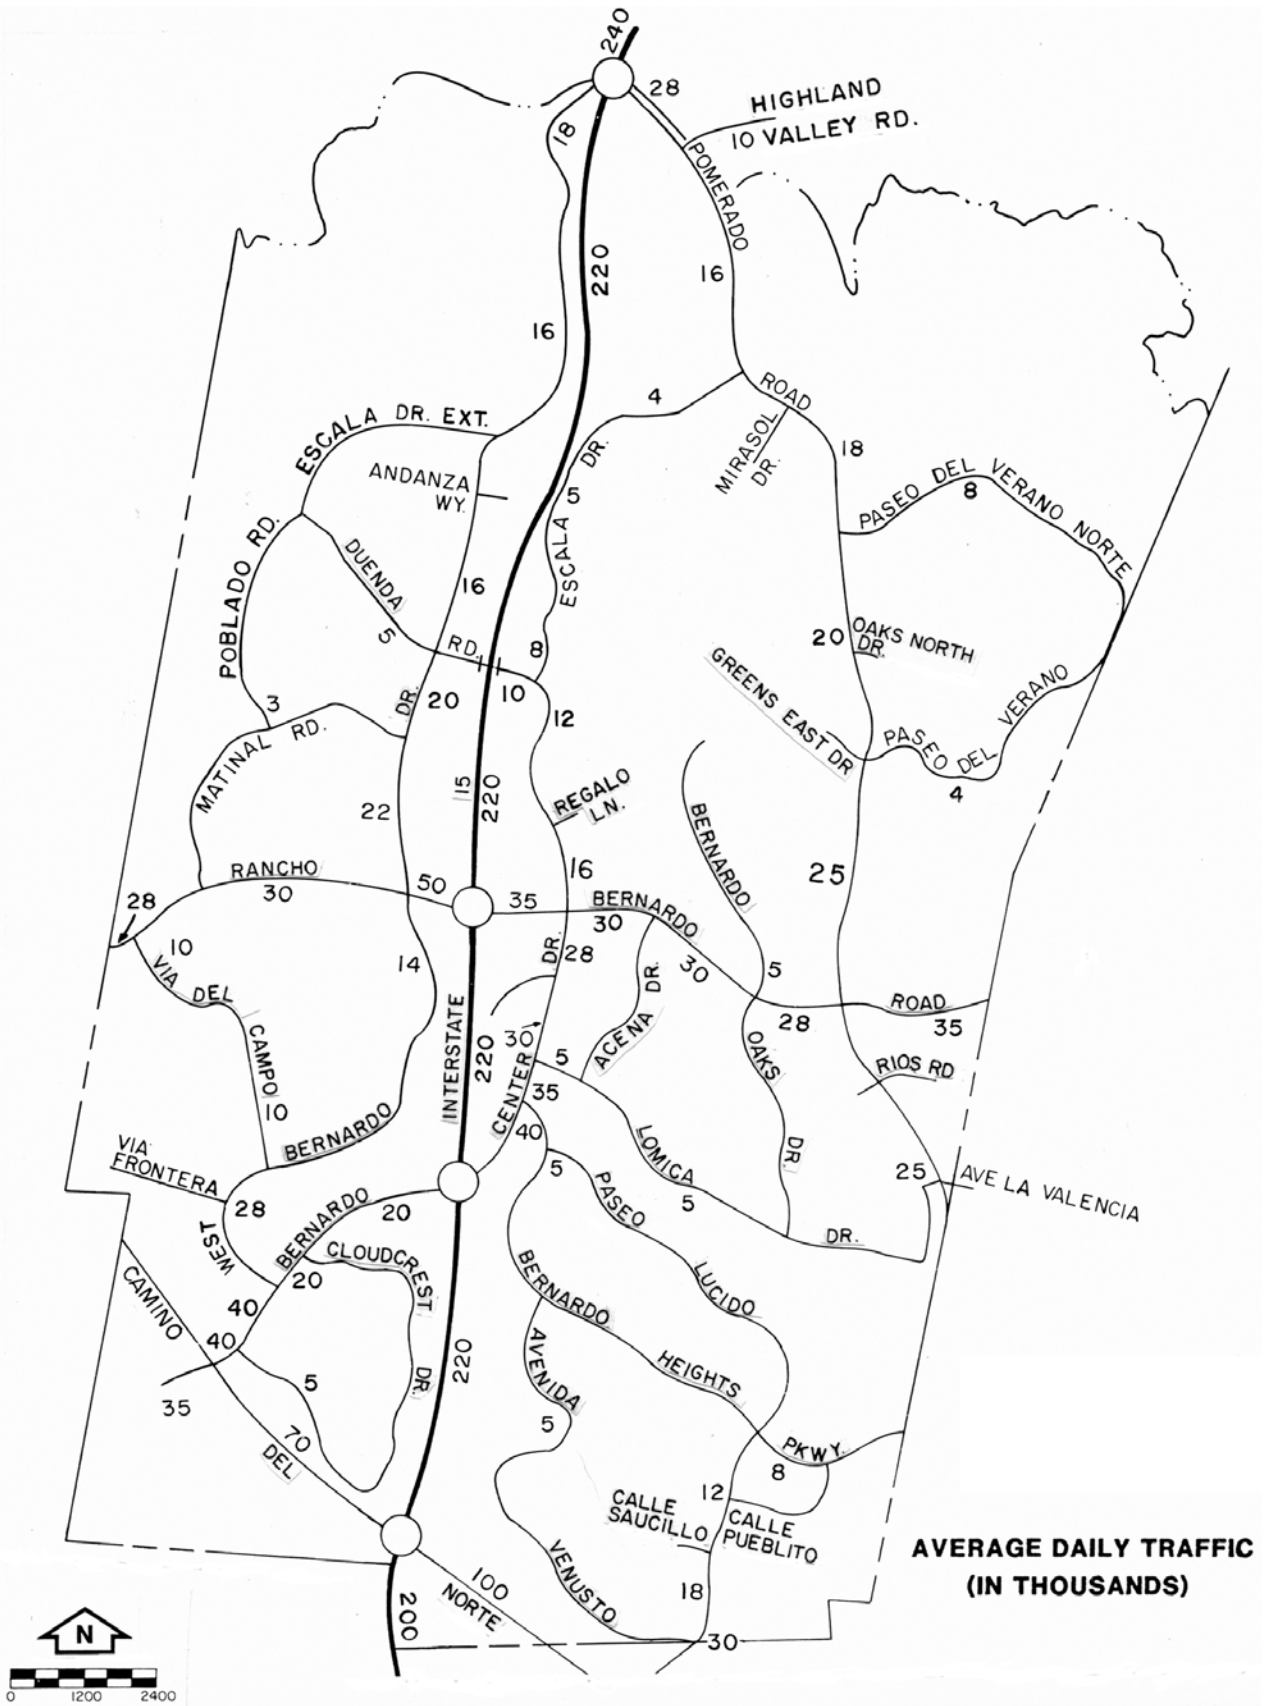 240
28
HIGHLAND
10 VALLEY RD.
18
POMERADO
220
16
16
ROAD
4
ESCALA DR. EXT.
MIRASOL
DR.
18
ANDANZA
WY.
DR.
5
ESCALA
PASEO DEL VERANO NORTE
8
POBLADO RD.
DUENDA
5
16
RD.
8
20
OAKS NORTH
DR.
GREENS EAST DR
DR.
20
10
12
3
MATINAL RD.
PASEO DEL VERANO
4
15
220
REGALO
LN.
22
BERNARDO
25
RANCHO
30
50
35
16
BERNARDO
30
28
10
14
DR.
28
30
5
VIA DEL
CAMPO
10
ROAD
35
28
INTERSTATE
220
30
CENTER
ACENA DR.
OAKS
DR.
5
35
40
RIOS RD
BERNARDO
VIA
FRONTERA
28
WEST
BERNARDO
20
LOMICA
5
DR.
25
AVE LA VALENCIA
5
PASEO
LUCIDO
CLOUDCREST
DR.
20
40
40
CAMINO
DEL
35
5
70
220
BERNARDO
HEIGHTS
PKWY.
8
AVENIDA
5
VENUSTO
12
CALLE
SAUCILLO
CALLE
PUEBLITO
18
30
100
NORTE
200
AVERAGE DAILY TRAFFIC
(IN THOUSANDS)
N
0 1200 2400